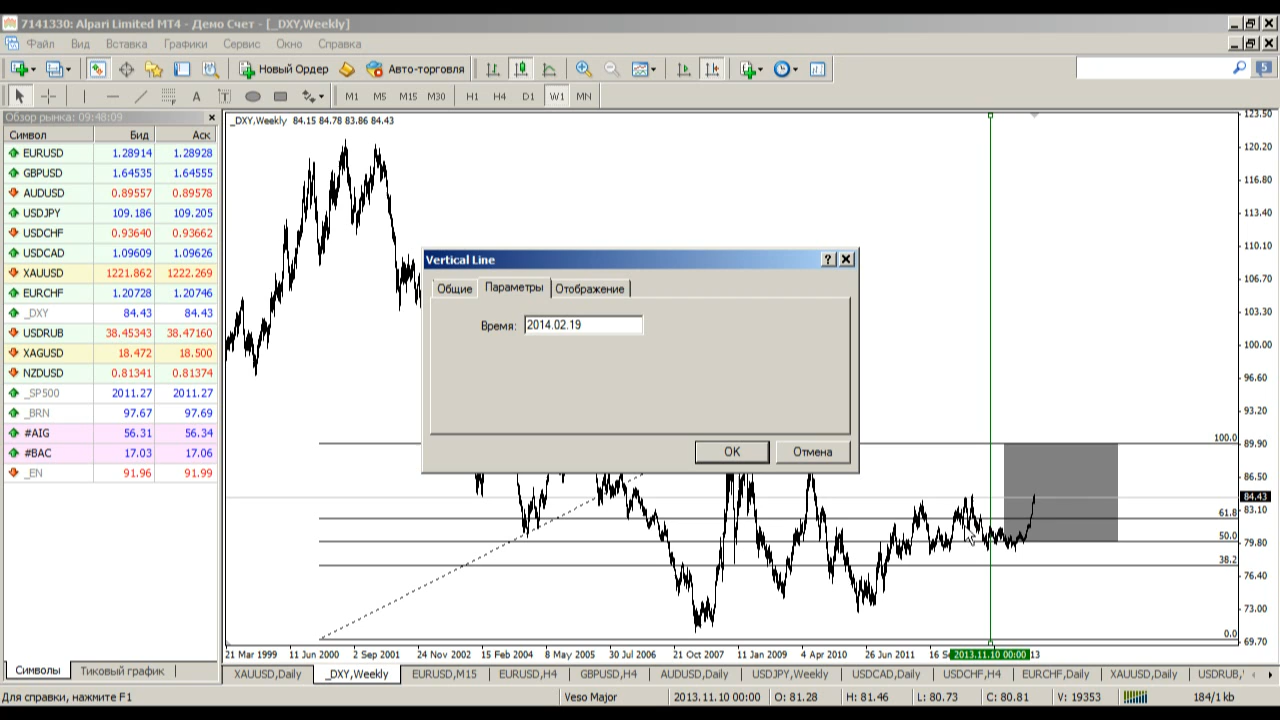 7141330: Alpari Limited MT4 - Демо Счет - [_DXY,Weekly]
Файл Вид Вставка Графики Сервис Окно Справка
Новый Ордер Авто-торговля 5
A T M1 M5 M15 M30 H1 H4 D1 W1 MN
Обзор рынка: 09:48:09
Символ Бид Аск
EURUSD 1.28914 1.28928
GBPUSD 1.64535 1.64555
AUDUSD 0.89557 0.89578
USDJPY 109.186 109.205
USDCHF 0.93640 0.93662
USDCAD 1.09609 1.09626
XAUUSD 1221.862 1222.269
EURCHF 1.20728 1.20746
_DXY 84.43 84.43
USDRUB 38.45343 38.47160
XAGUSD 18.472 18.500
NZDUSD 0.81341 0.81374
_SP500 2011.27 2011.27
_BRN 97.67 97.69
#AIG 56.31 56.34
#BAC 17.03 17.06
_EN 91.96 91.99
Символы Тиковый график
_DXY,Weekly 84.15 84.78 83.86 84.43
Vertical Line
Общие Параметры Отображение
Время: 2014.02.19
OK Отмена
123.50
120.20
116.80
113.40
110.10
106.70
103.30
100.00
96.60
93.20
100.0 89.90
86.50
84.43
61.8 83.10
50.0 79.80
38.2 76.40
73.00
0.0 69.70
21 Mar 1999 11 Jun 2000 2 Sep 2001 24 Nov 2002 15 Feb 2004 8 May 2005 30 Jul 2006 21 Oct 2007 11 Jan 2009 4 Apr 2010 26 Jun 2011 16 Se 2013.11.10 00:00 13
XAUUSD,Daily _DXY,Weekly EURUSD,M15 EURUSD,H4 GBPUSD,H4 AUDUSD,Daily USDJPY,Weekly USDCAD,Daily USDCHF,H4 EURCHF,Daily XAUUSD,Daily USDRUB,
Для справки, нажмите F1 Veso Major 2013.11.10 00:00 O: 81.28 H: 81.46 L: 80.73 C: 80.81 V: 19353 184/1 kb